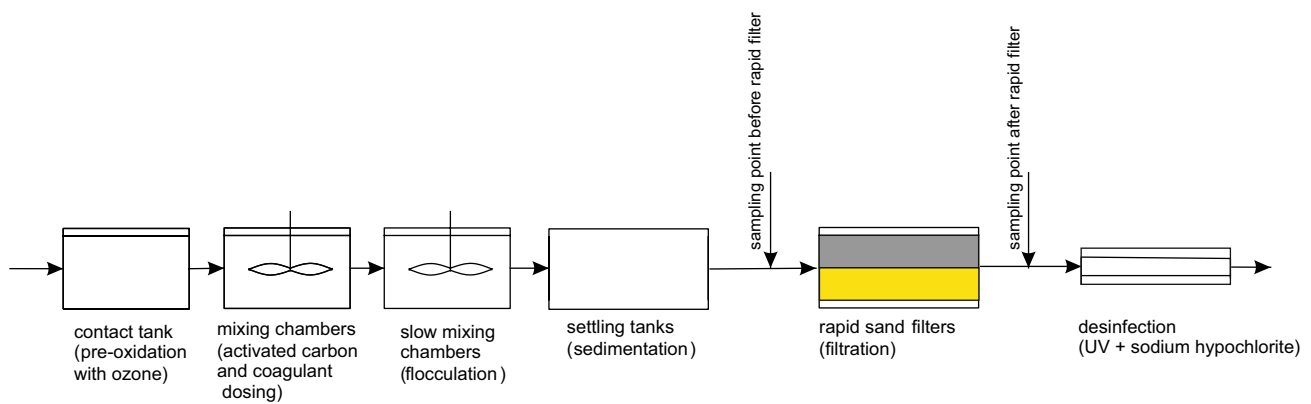 sampling point before rapid filter
sampling point after rapid filter
contact tank
(pre-oxidation
with ozone)
mixing chambers
(activated carbon
and coagulant
dosing)
slow mixing
chambers
(flocculation)
settling tanks
(sedimentation)
rapid sand filters
(filtration)
desinfection
(UV + sodium hypochlorite)